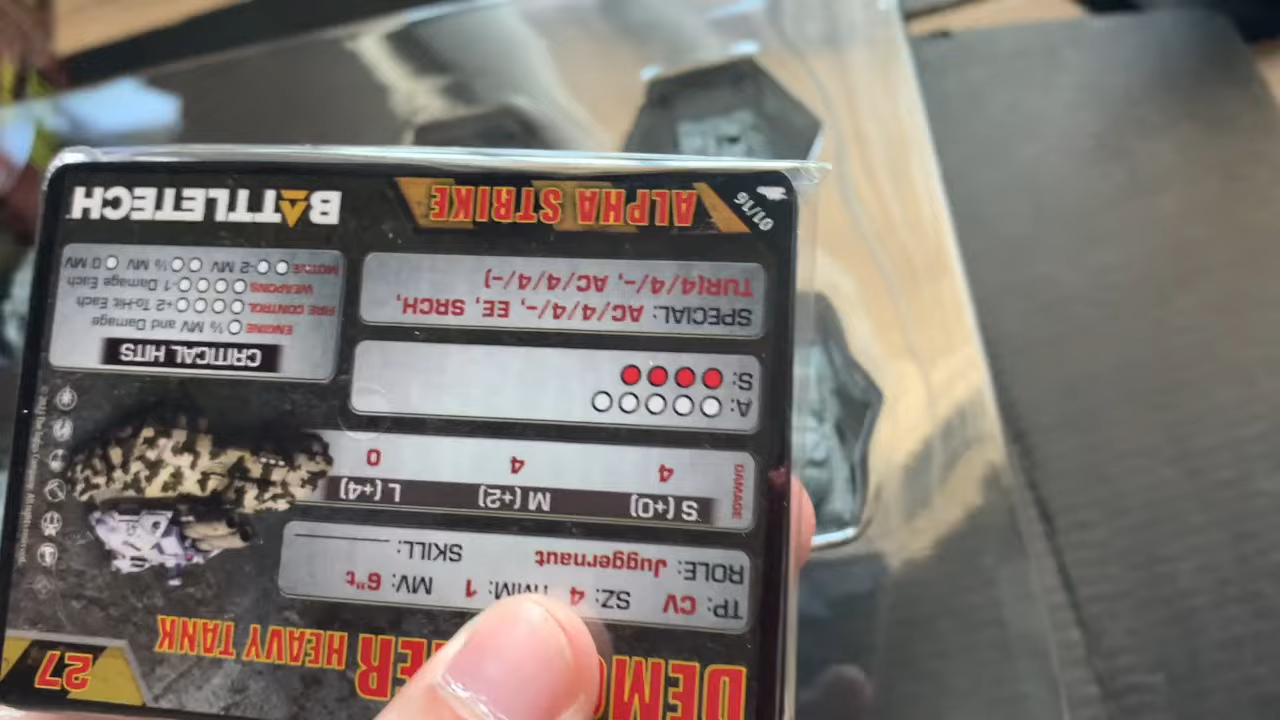 HEAVY TANK
27
TP: CV SZ: 4 TMM: 1 MV: 6"t
ROLE: Juggernaut SKILL:
DAMAGE
S (+0) M (+2) L (+4)
4 4 0
A:
S:
SPECIAL: AC/4/4/–, EE, SRCH,
TUR(4/4/–, AC/4/4/–)
CRITICAL HITS
ENGINE ½ MV and Damage
FIRE CONTROL +2 To-Hit Each
WEAPONS -1 Damage Each
MOTIVE -2 MV ½ MV 0 MV
01/16
ALPHA STRIKE
BATTLETECH